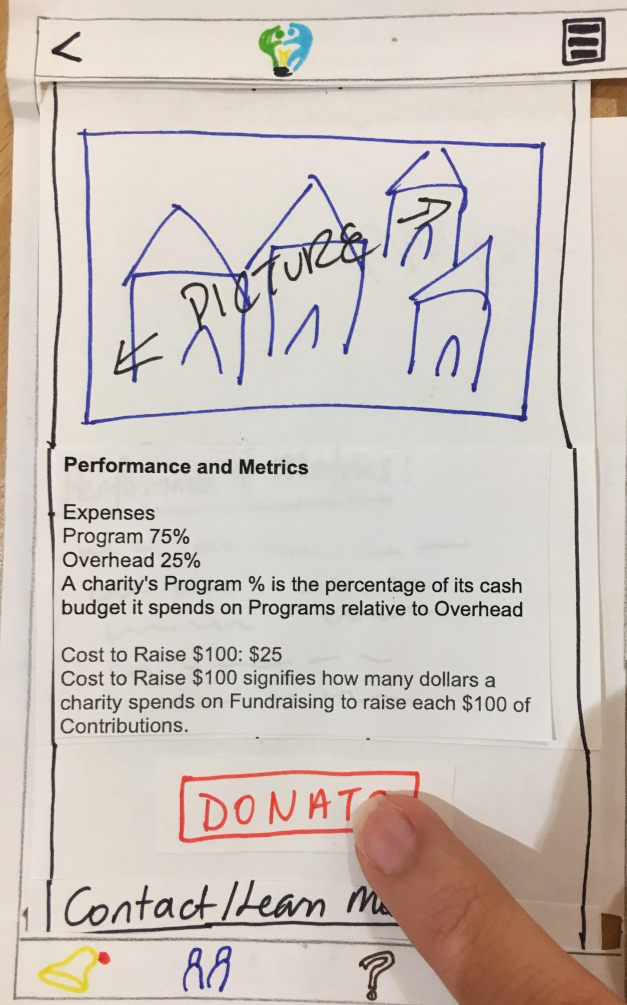 <
PICTURE
Performance and Metrics
Expenses
Program 75%
Overhead 25%
A charity's Program % is the percentage of its cash
budget it spends on Programs relative to Overhead
Cost to Raise $100: $25
Cost to Raise $100 signifies how many dollars a
charity spends on Fundraising to raise each $100 of
Contributions.
DONAT
Contact/Learn
?